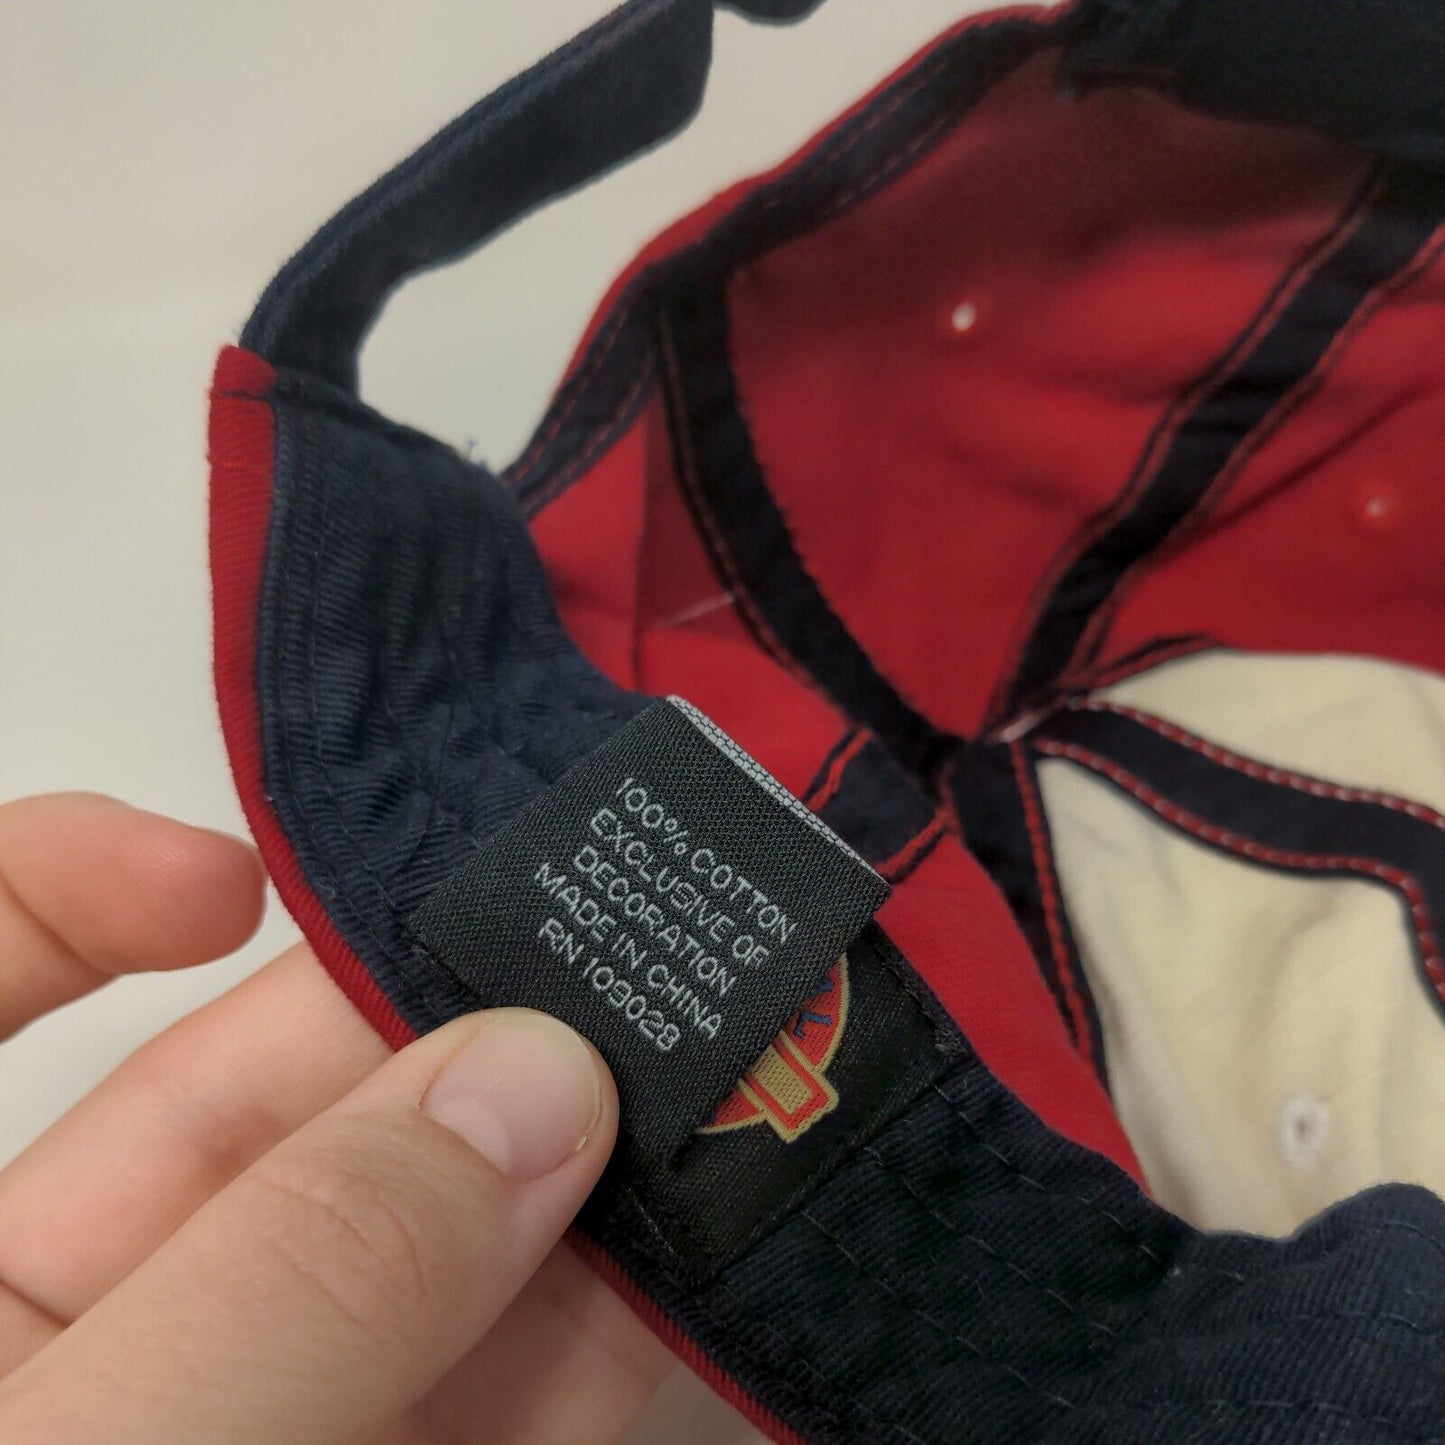 100% COTTON
EXCLUSIVE OF
DECORATION
MADE IN CHINA
RN 109028